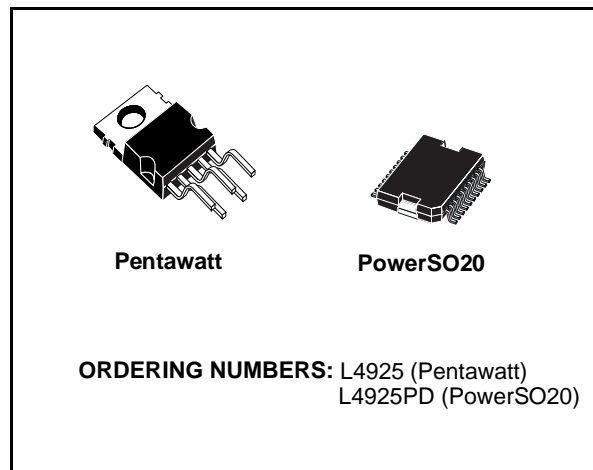 Pentawatt PowerSO20
ORDERING NUMBERS: L4925 (Pentawatt)
L4925PD (PowerSO20)